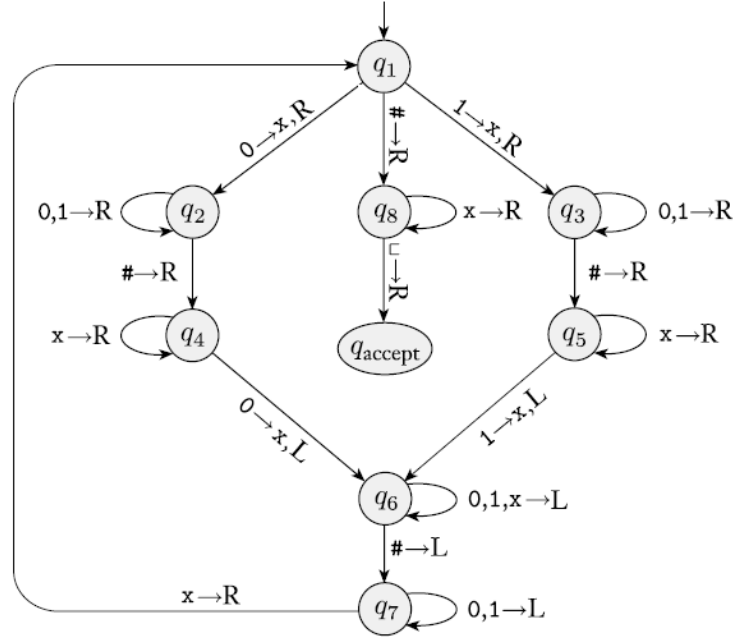 q1
0→x,R
#→R
1→x,R
0,1→R
q2
q8
x→R
q3
0,1→R
#→R
⊔→R
#→R
x→R
q4
qaccept
q5
x→R
0→x,L
1→x,L
q6
0,1,x→L
#→L
x→R
q7
0,1→L